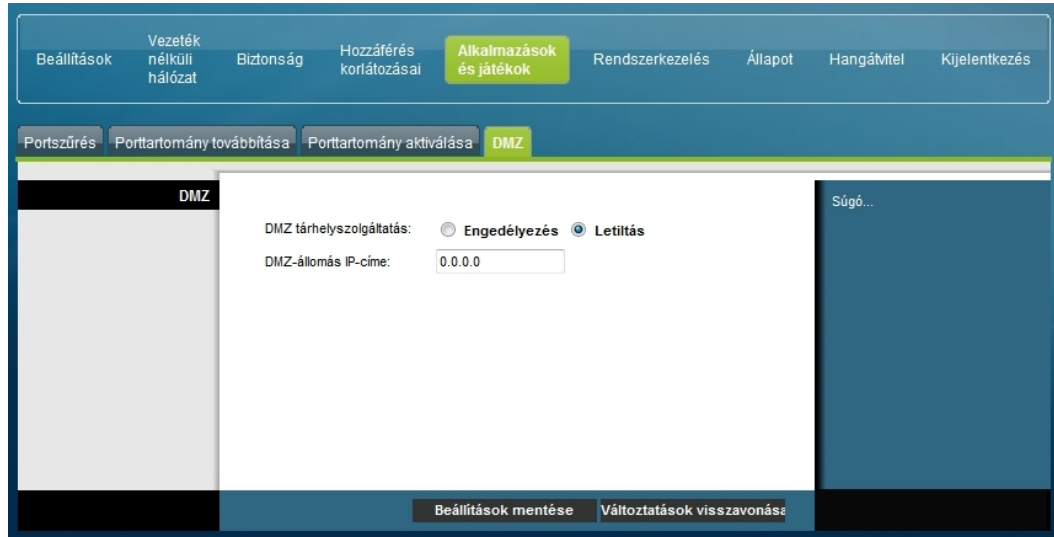 Beállítások
Vezeték
nélküli
hálózat
Biztonság
Hozzáférés
korlátozásai
Alkalmazások
és játékok
Rendszerkezelés
Állapot
Hangátvitel
Kijelentkezés
Portszűrés
Porttartomány továbbítása
Porttartomány aktiválása
DMZ
DMZ
Súgó...
DMZ tárhelyszolgáltatás: Engedélyezés Letiltás
DMZ-állomás IP-címe: 0.0.0.0
Beállítások mentése
Változtatások visszavonása